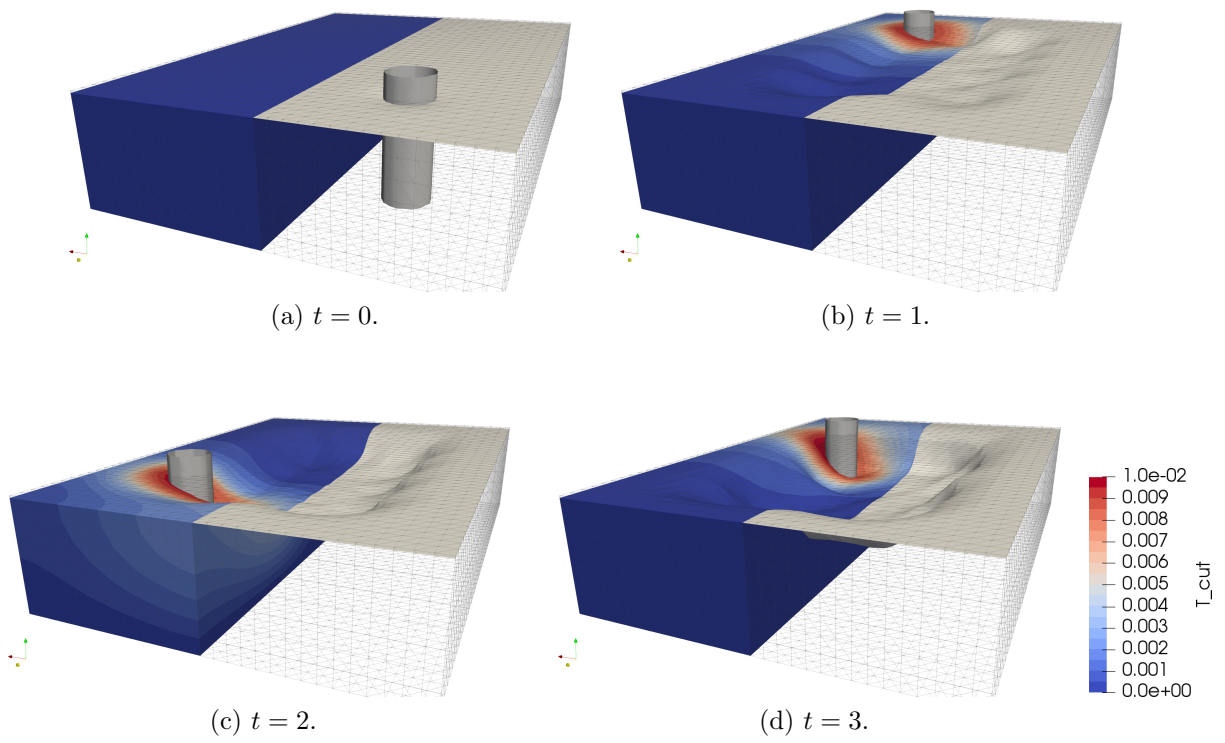 (a) t = 0.
(b) t = 1.
1.0e-02
0.009
0.008
0.007
0.006
0.005
0.004
0.003
0.002
0.001
0.0e+00
T_cut
(c) t = 2.
(d) t = 3.